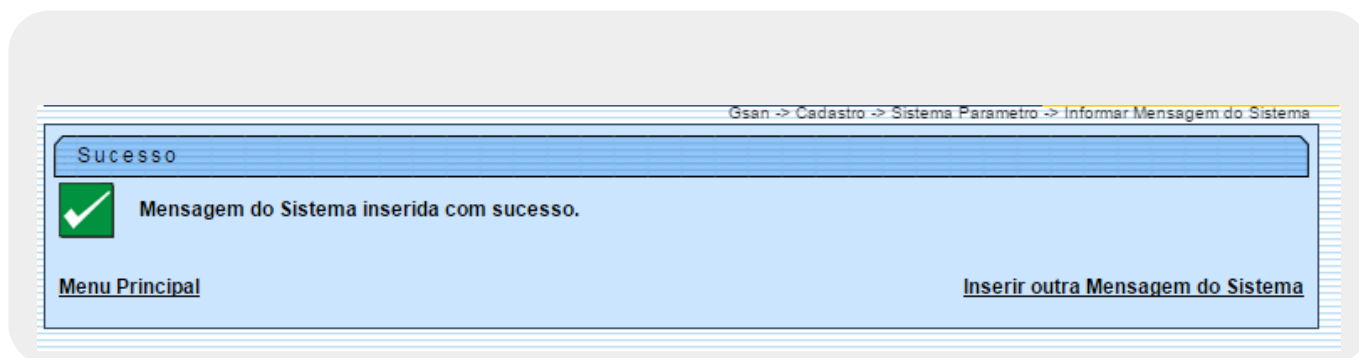 Gsan -> Cadastro -> Sistema Parametro -> Informar Mensagem do Sistema
Sucesso
Mensagem do Sistema inserida com sucesso.
Menu Principal
Inserir outra Mensagem do Sistema